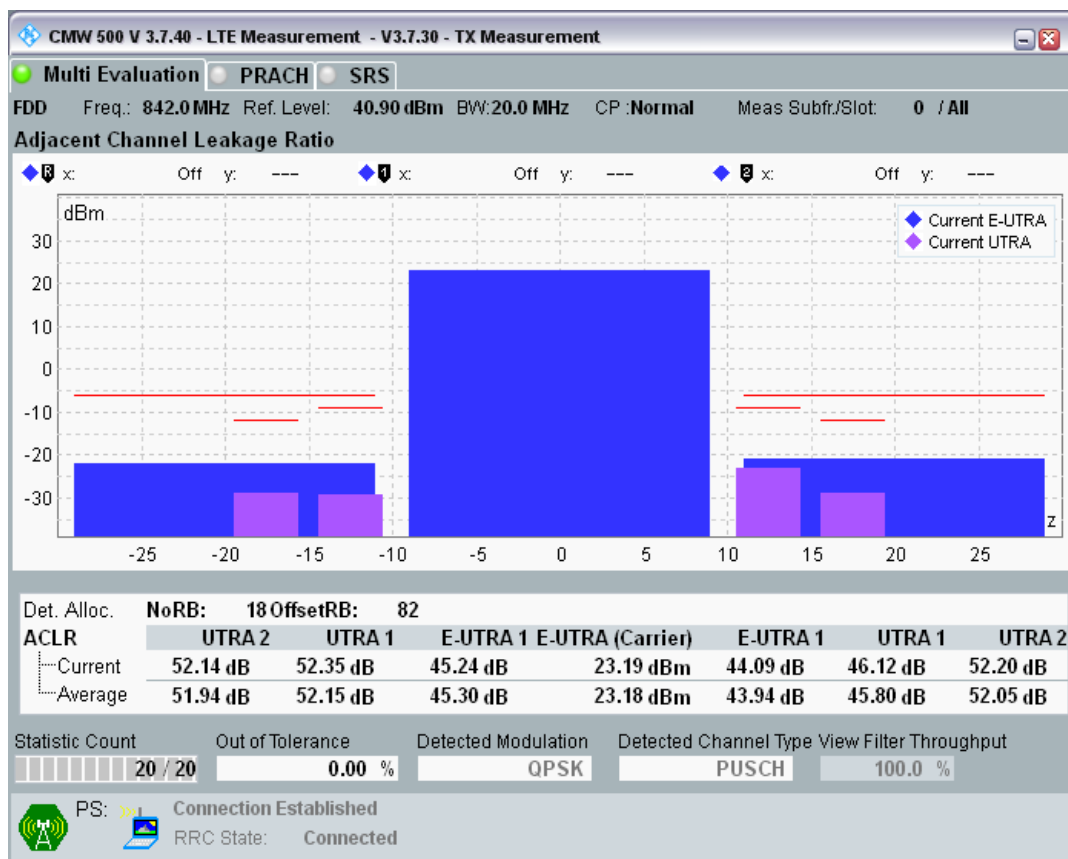 CMW 500 V 3.7.40 - LTE Measurement - V3.7.30 - TX Measurement
Multi Evaluation PRACH SRS
FDD Freq.: 842.0 MHz Ref. Level: 40.90 dBm BW:20.0 MHz CP :Normal Meas Subfr./Slot: 0 / All
Adjacent Channel Leakage Ratio
R x: Off y: --- 1 x: Off y: --- 2 x: Off y: ---
dBm
Current E-UTRA
Current UTRA
30
20
10
0
-10
-20
-30
z
-25 -20 -15 -10 -5 0 5 10 15 20 25
Det. Alloc. NoRB: 18 OffsetRB: 82
ACLR UTRA 2 UTRA 1 E-UTRA 1 E-UTRA (Carrier) E-UTRA 1 UTRA 1 UTRA 2
Current 52.14 dB 52.35 dB 45.24 dB 23.19 dBm 44.09 dB 46.12 dB 52.20 dB
Average 51.94 dB 52.15 dB 45.30 dB 23.18 dBm 43.94 dB 45.80 dB 52.05 dB
Statistic Count Out of Tolerance Detected Modulation Detected Channel Type View Filter Throughput
20 / 20 0.00 % QPSK PUSCH 100.0 %
PS: Connection Established
RRC State: Connected